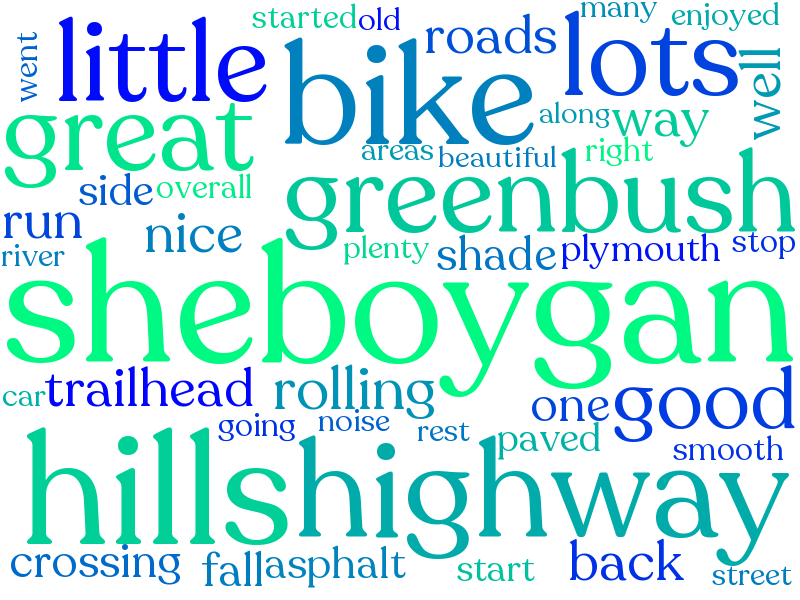 started old many enjoyed
went little bike roads lots well
great along way
areas beautiful right
side overall greenbush
run nice plenty shade plymouth stop
river
sheboygan
car trailhead rolling one good
going noise rest paved smooth
hills highway
crossing fall asphalt start back street